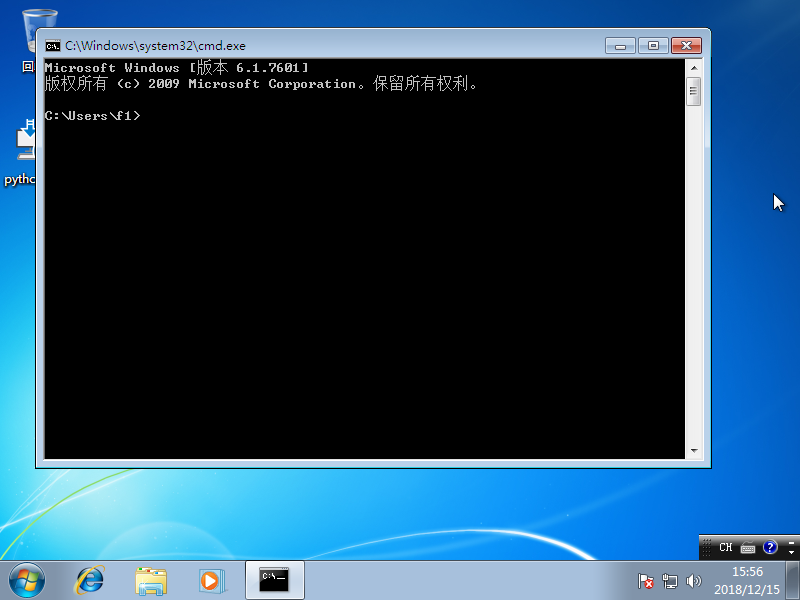 C:\Windows\system32\cmd.exe
Microsoft Windows [版本 6.1.7601]
版权所有 (c) 2009 Microsoft Corporation。保留所有权利。
C:\Users\f1>
回
pytho
CH
15:56
2018/12/15